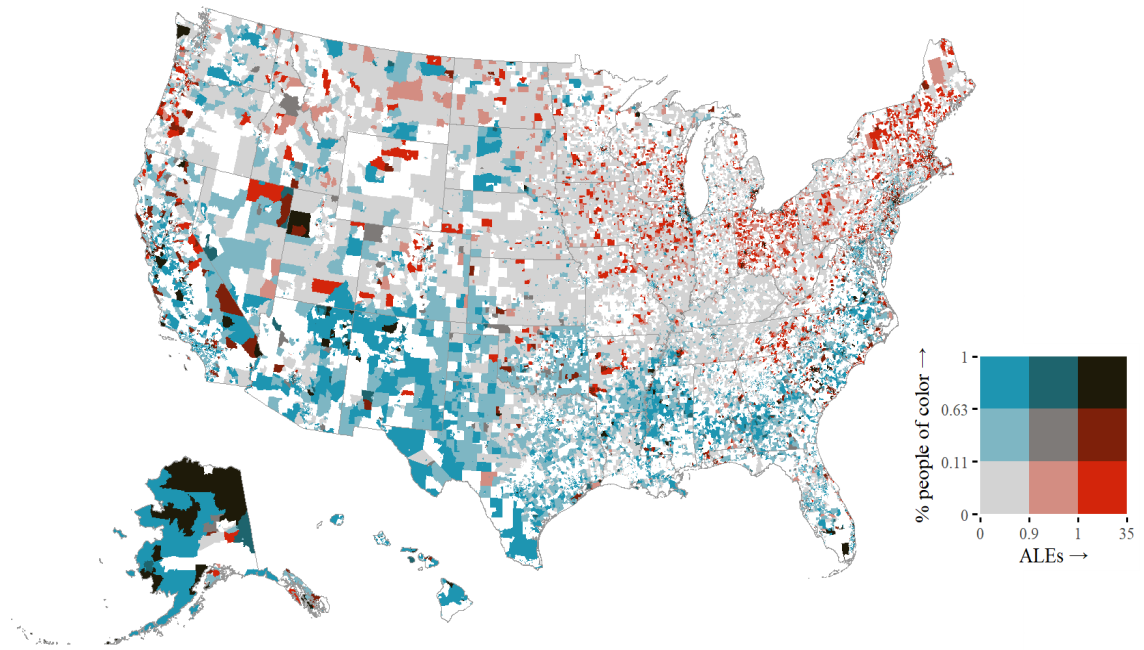 % people of color →
1
0.63
0.11
0
0 0.9 1 35
ALEs →